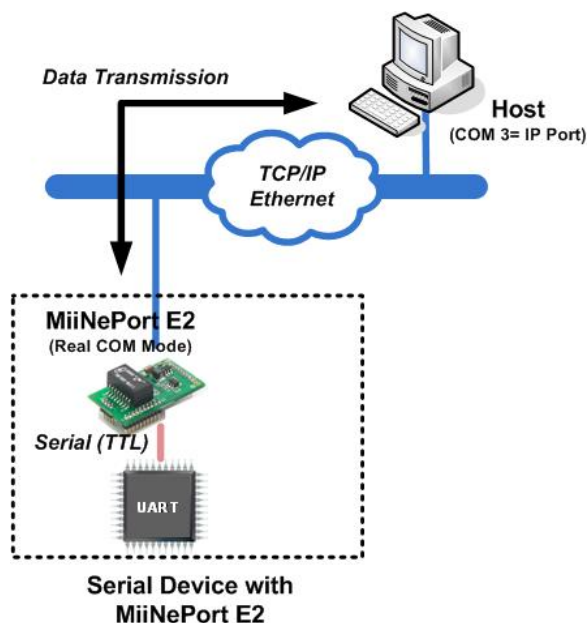 Data Transmission
Host
(COM 3= IP Port)
TCP/IP
Ethernet
MiiNePort E2
(Real COM Mode)
Serial (TTL)
UART
Serial Device with
MiiNePort E2